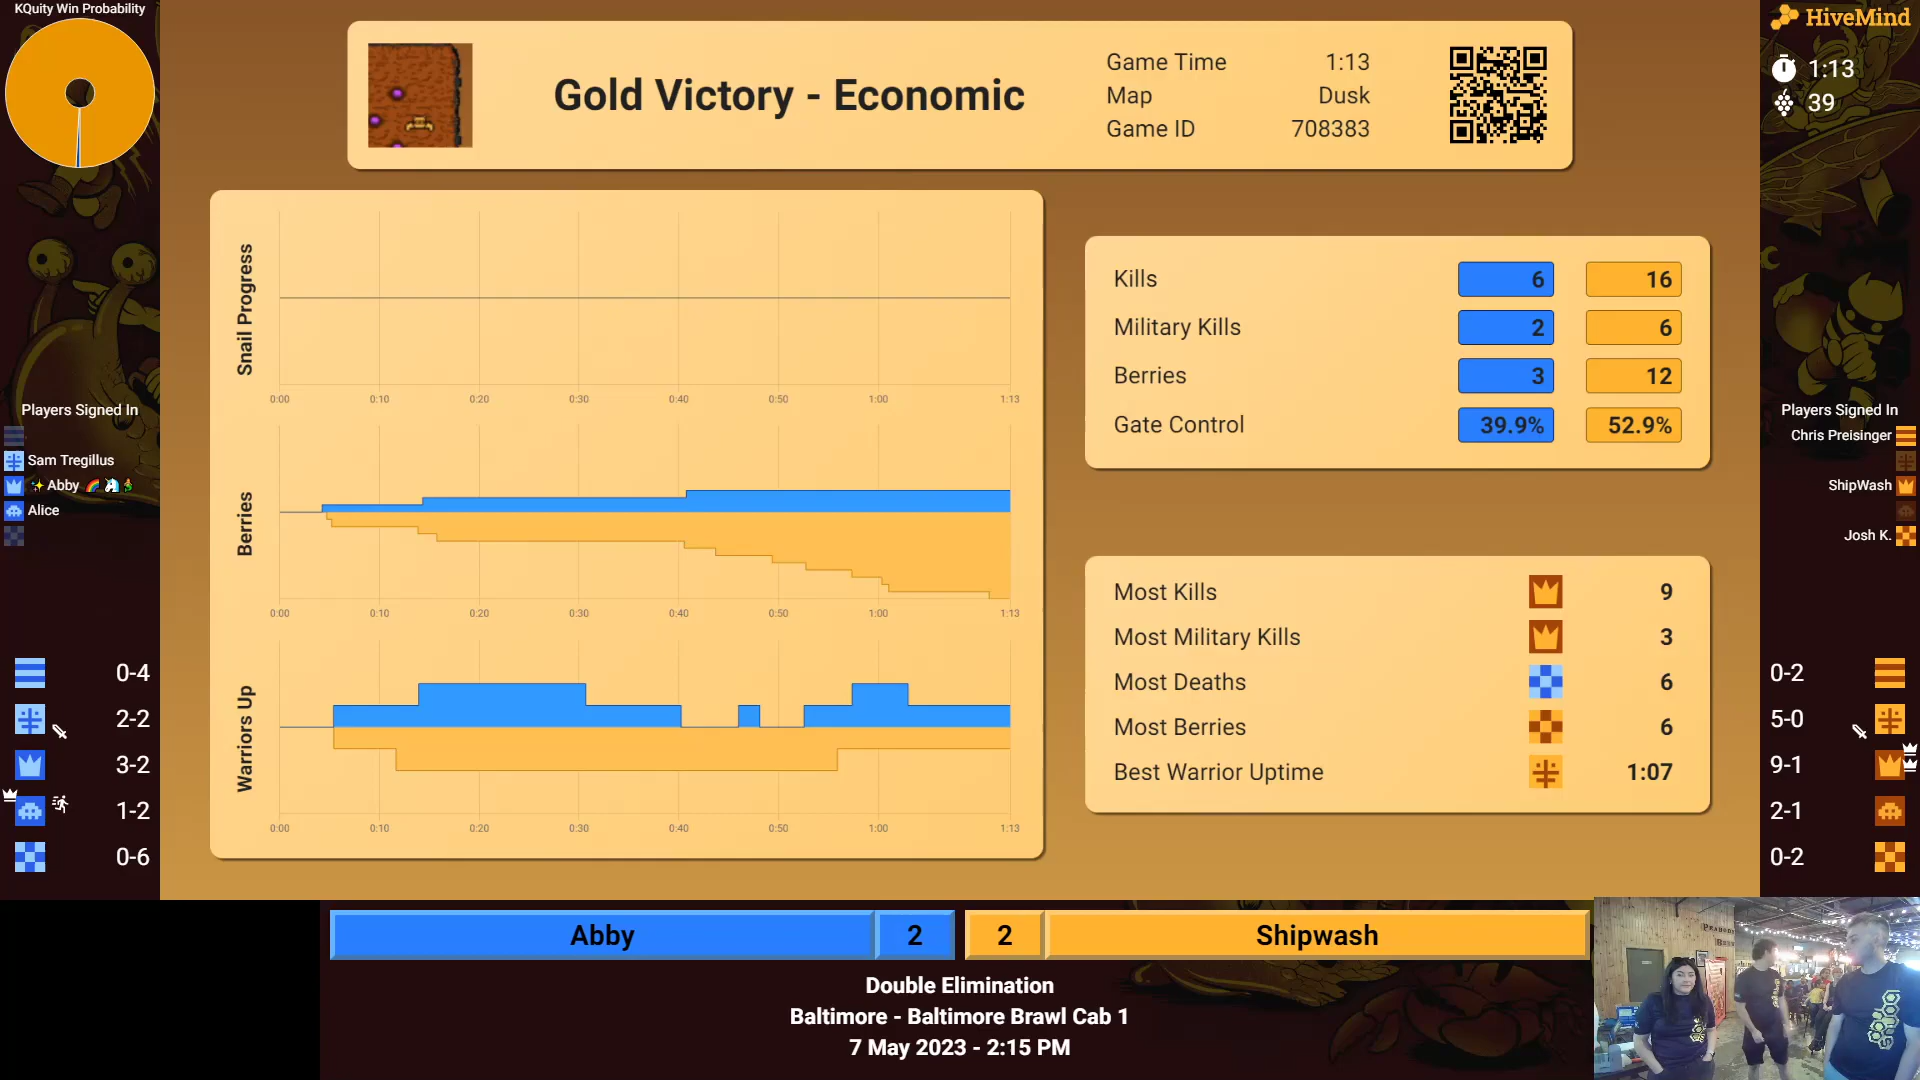 KQuity Win Probability
HiveMind
1:13
39
Gold Victory - Economic
Game Time 1:13
Map Dusk
Game ID 708383
Snail Progress
0:00 0:10 0:20 0:30 0:40 0:50 1:00 1:13
Berries
0:00 0:10 0:20 0:30 0:40 0:50 1:00 1:13
Warriors Up
0:00 0:10 0:20 0:30 0:40 0:50 1:00 1:13
Kills 6 16
Military Kills 2 6
Berries 3 12
Gate Control 39.9% 52.9%
Most Kills 9
Most Military Kills 3
Most Deaths 6
Most Berries 6
Best Warrior Uptime 1:07
Players Signed In
Sam Tregillus
✨Abby 🌈🦄🧜
Alice
0-4
2-2
3-2
1-2
0-6
Players Signed In
Chris Preisinger
ShipWash
Josh K.
0-2
5-0
9-1
2-1
0-2
Abby 2 2 Shipwash
Double Elimination
Baltimore - Baltimore Brawl Cab 1
7 May 2023 - 2:15 PM